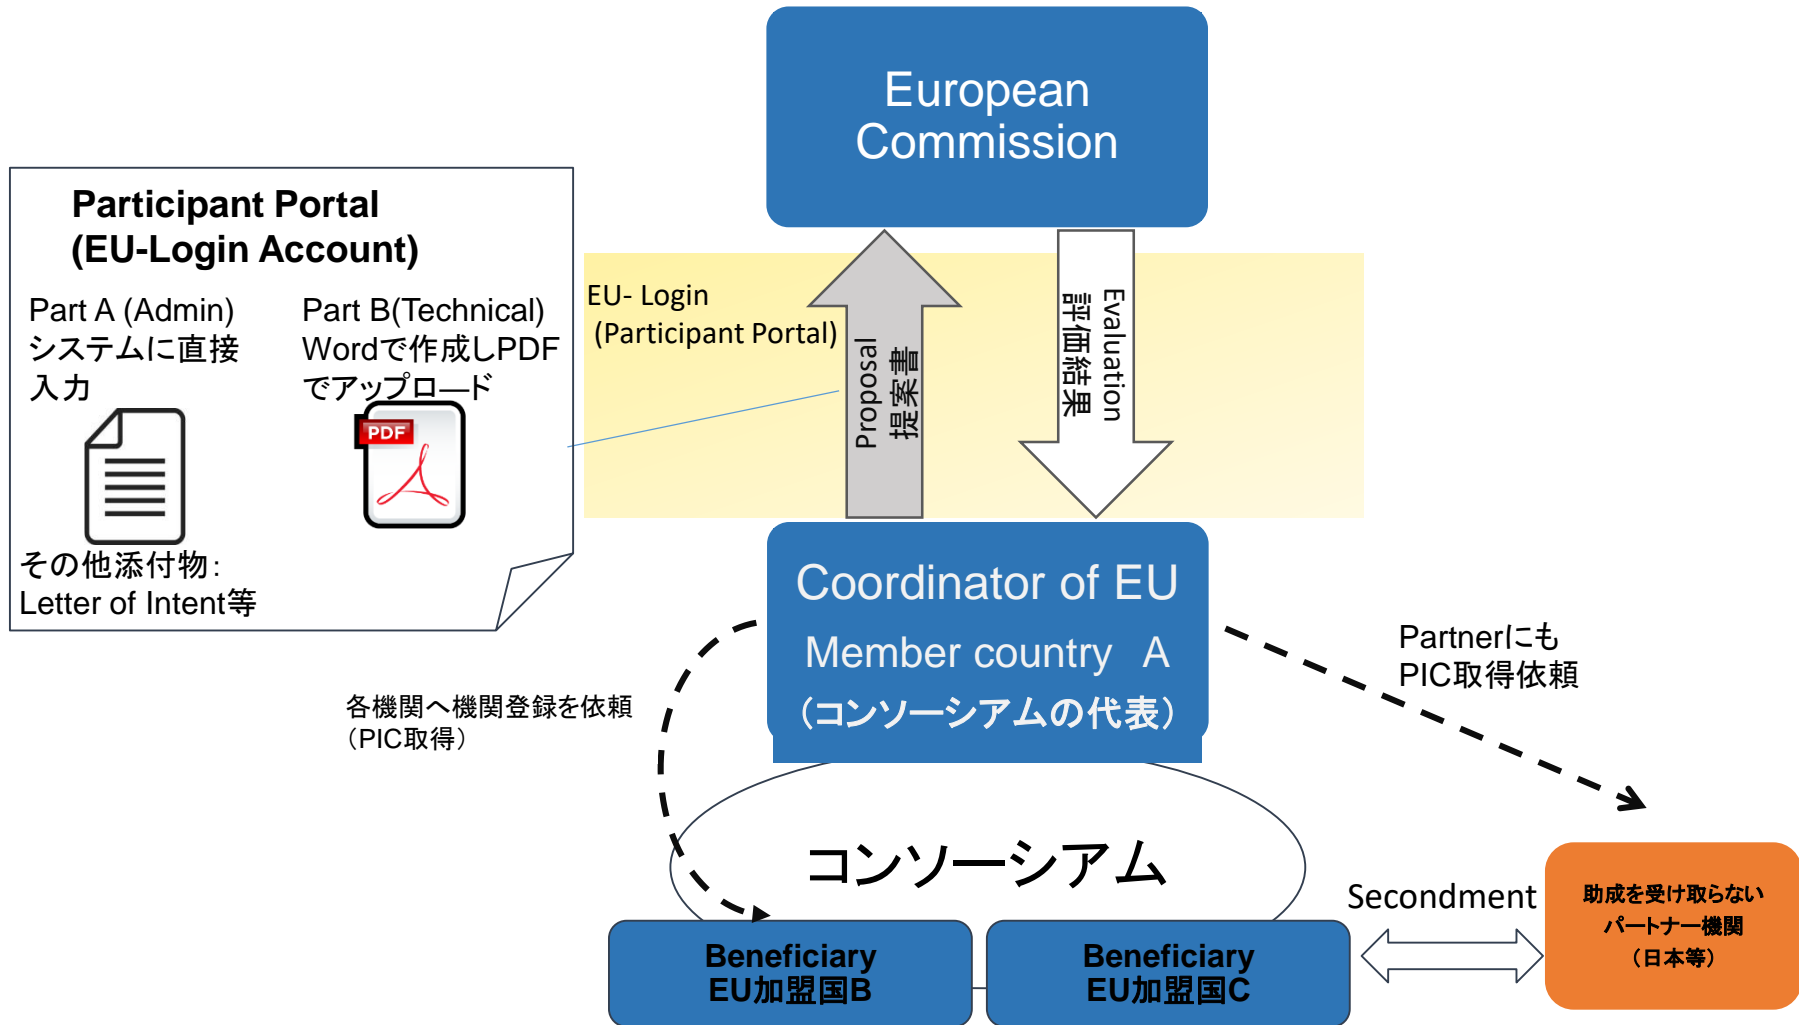 European
Commission
Participant Portal
(EU-Login Account)
Part A (Admin)
システムに直接
入力
Part B(Technical)
Wordで作成しPDF
でアップロード
PDF
その他添付物：
Letter of Intent等
EU- Login
(Participant Portal)
Proposal
提案書
Evaluation
評価結果
Coordinator of EU
Member country A
（コンソーシアムの代表）
各機関へ機関登録を依頼
（PIC取得）
Partnerにも
PIC取得依頼
コンソーシアム
Beneficiary
EU加盟国B
Beneficiary
EU加盟国C
Secondment
助成を受け取らない
パートナー機関
（日本等）